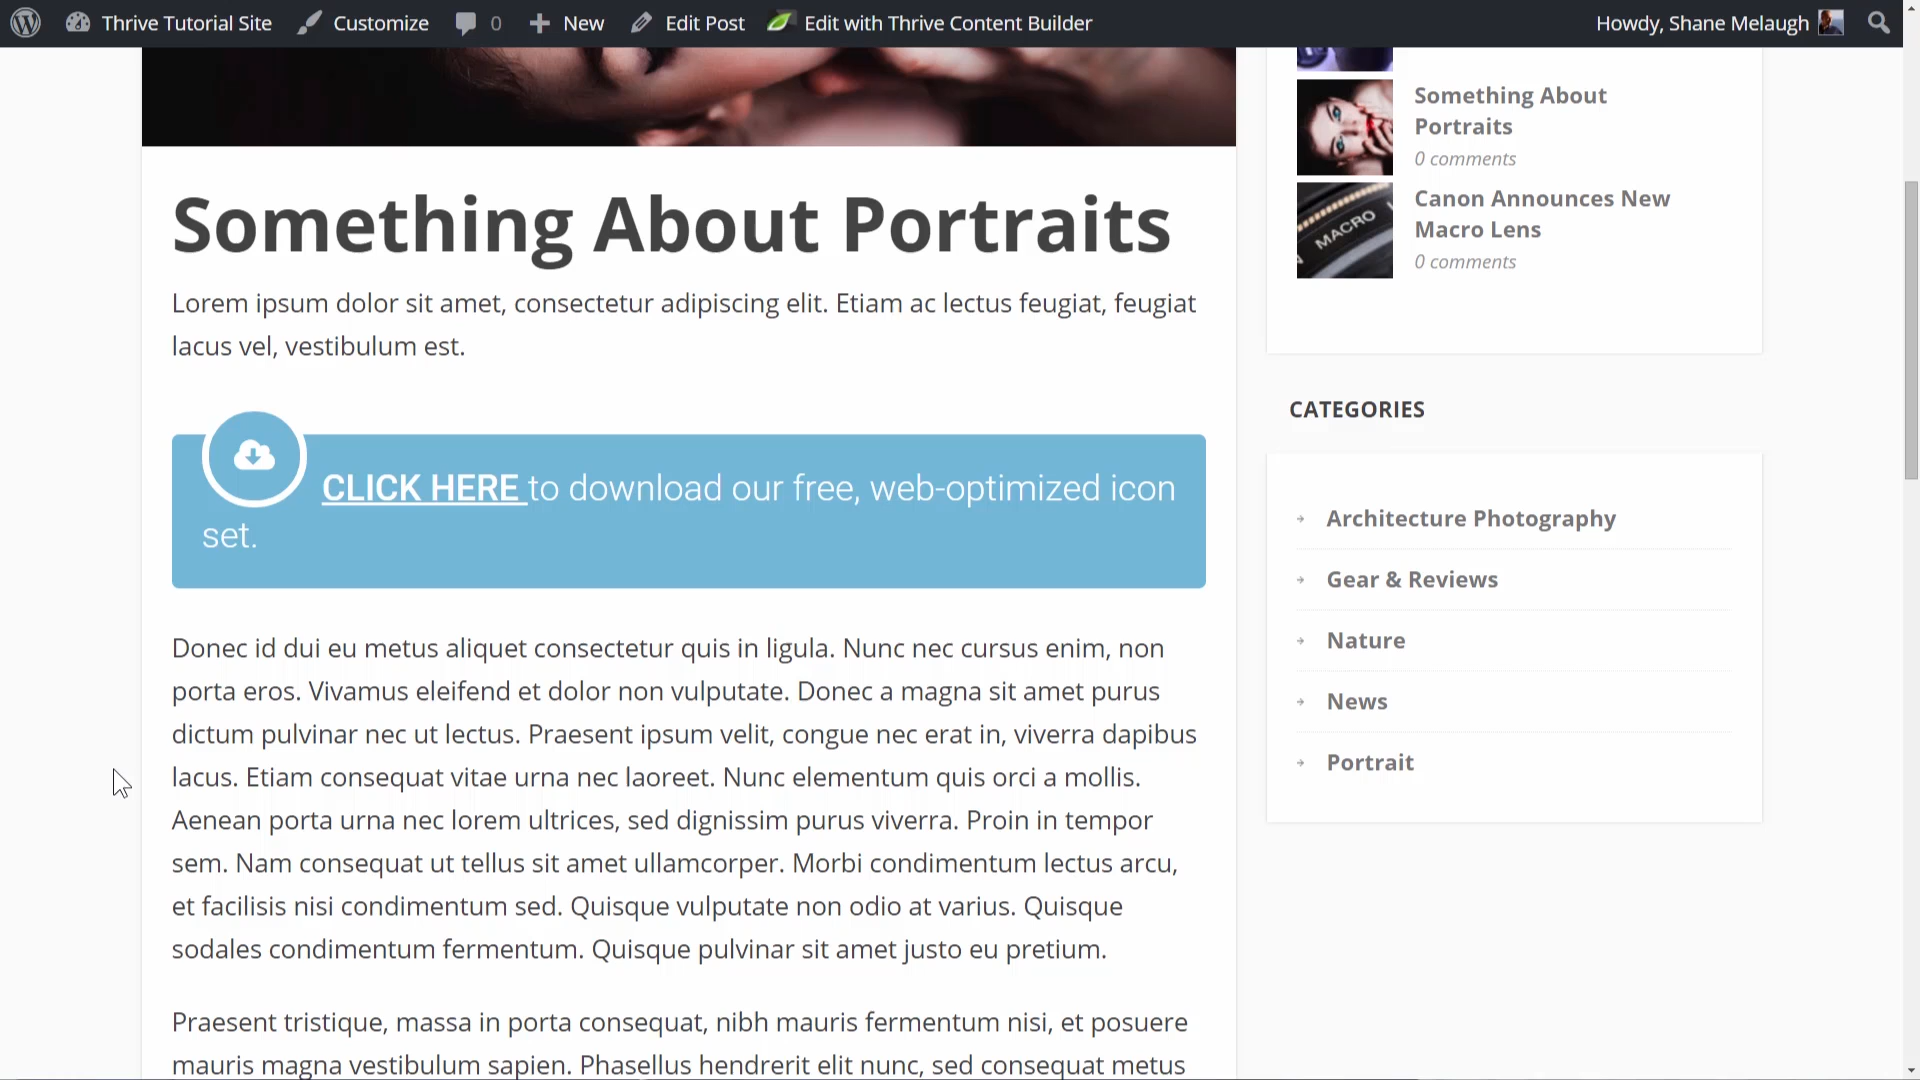 Thrive Tutorial Site Customize 0 New Edit Post Edit with Thrive Content Builder Howdy, Shane Melaugh
Something About Portraits
Lorem ipsum dolor sit amet, consectetur adipiscing elit. Etiam ac lectus feugiat, feugiat
lacus vel, vestibulum est.
CLICK HERE to download our free, web-optimized icon
set.
Donec id dui eu metus aliquet consectetur quis in ligula. Nunc nec cursus enim, non
porta eros. Vivamus eleifend et dolor non vulputate. Donec a magna sit amet purus
dictum pulvinar nec ut lectus. Praesent ipsum velit, congue nec erat in, viverra dapibus
lacus. Etiam consequat vitae urna nec laoreet. Nunc elementum quis orci a mollis.
Aenean porta urna nec lorem ultrices, sed dignissim purus viverra. Proin in tempor
sem. Nam consequat ut tellus sit amet ullamcorper. Morbi condimentum lectus arcu,
et facilisis nisi condimentum sed. Quisque vulputate non odio at varius. Quisque
sodales condimentum fermentum. Quisque pulvinar sit amet justo eu pretium.
Praesent tristique, massa in porta consequat, nibh mauris fermentum nisi, et posuere
mauris magna vestibulum sapien. Phasellus hendrerit elit nunc, sed consequat metus
Something About
Portraits
0 comments
MACRO
Canon Announces New
Macro Lens
0 comments
CATEGORIES
Architecture Photography
Gear & Reviews
Nature
News
Portrait